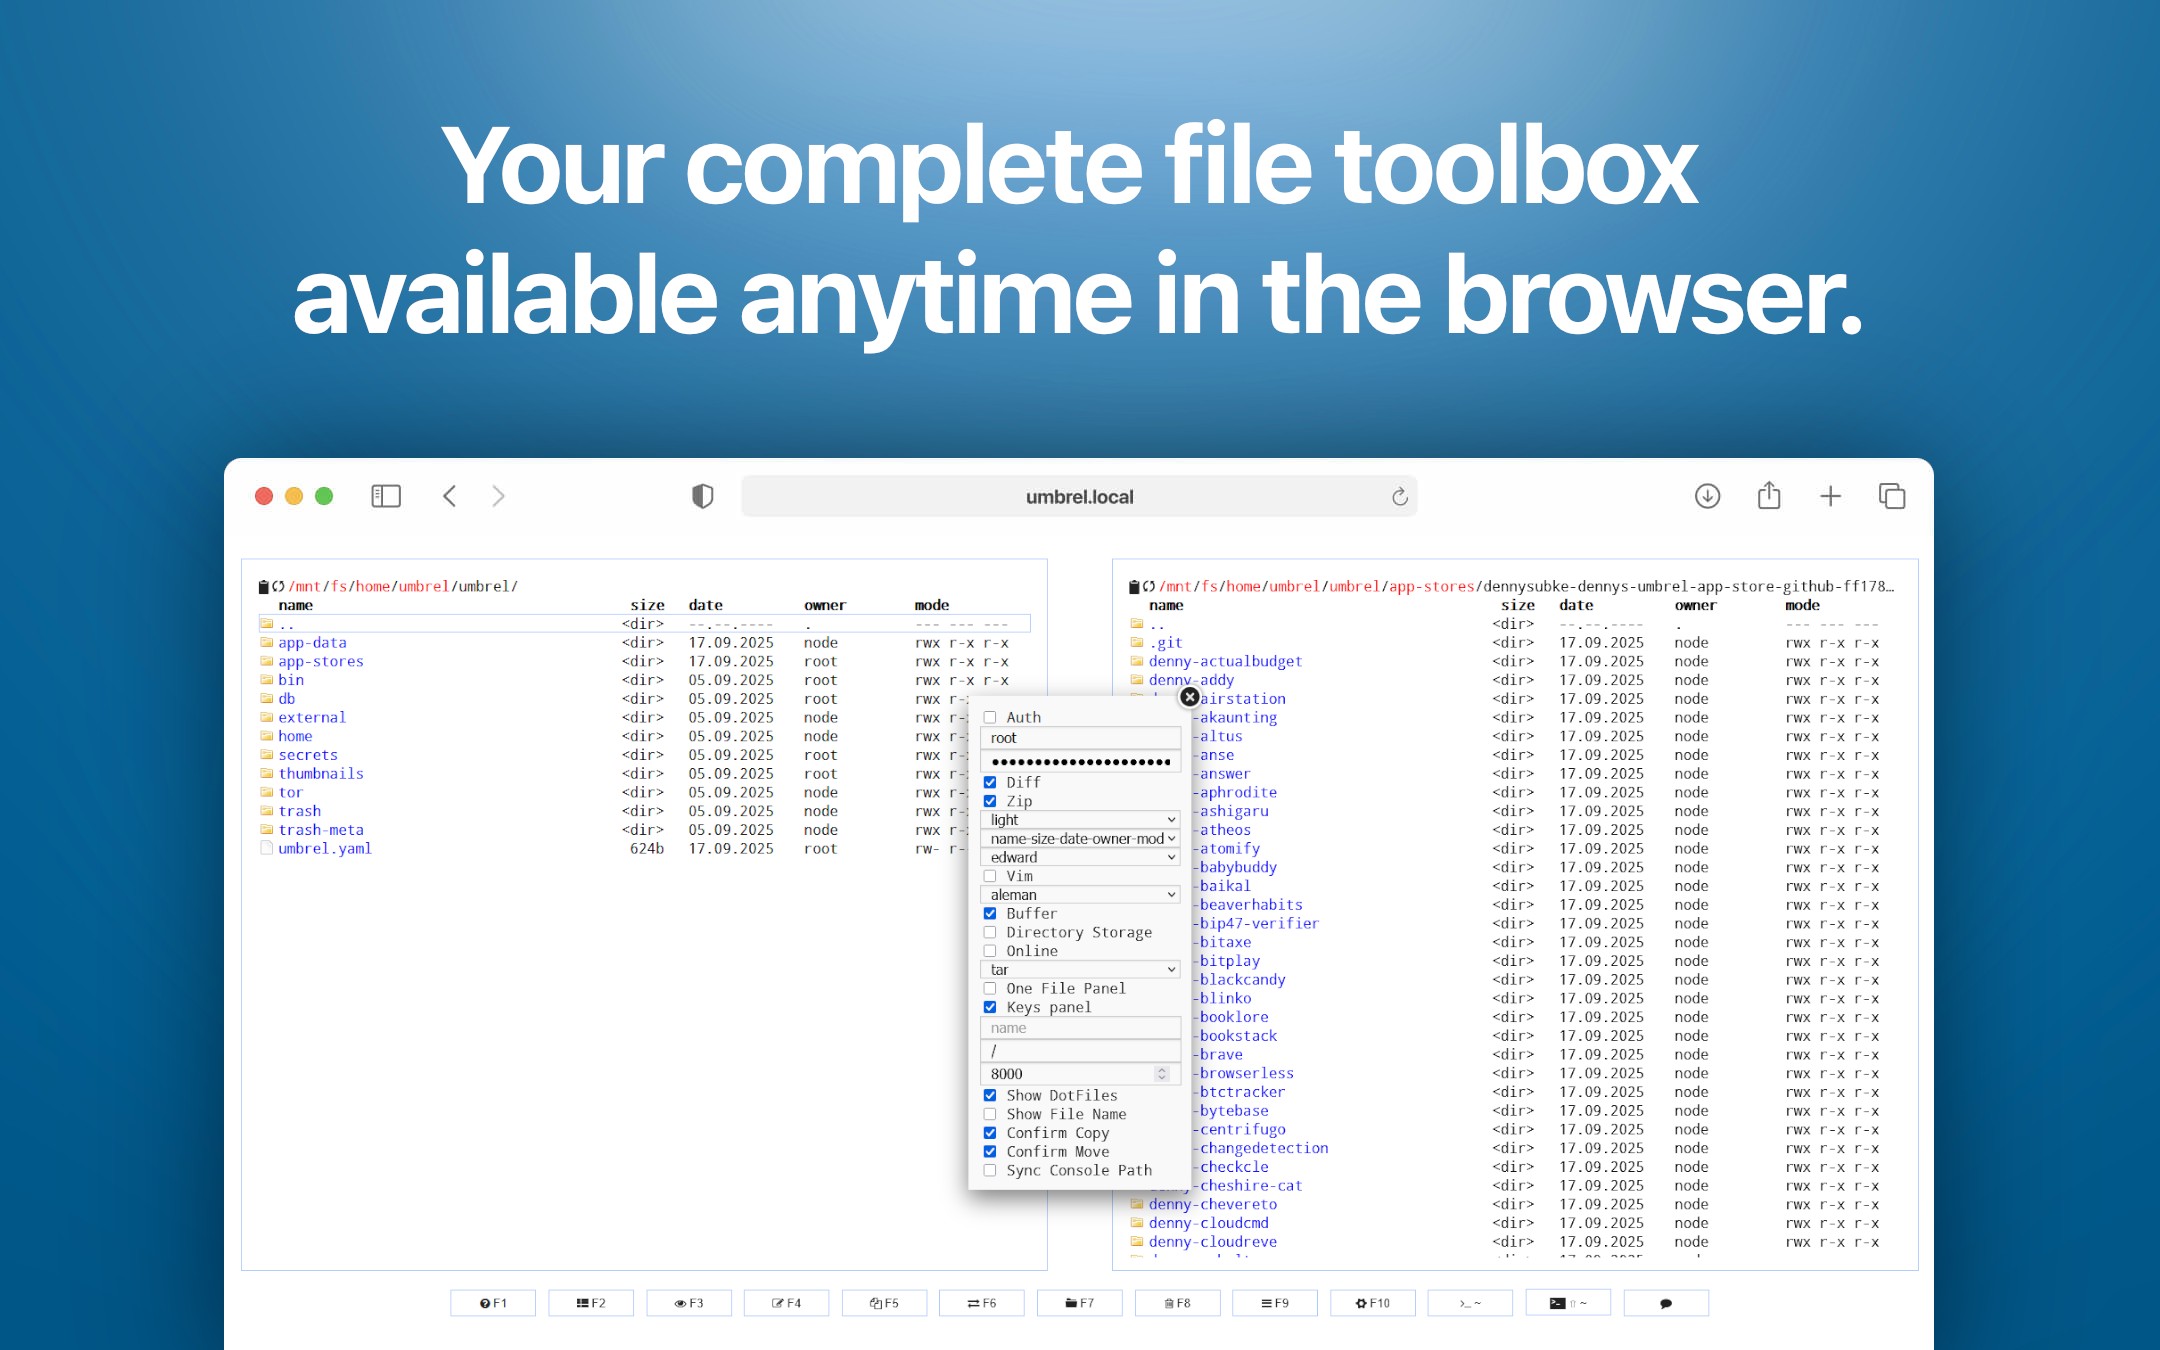 Your complete file toolbox
available anytime in the browser.
umbrel.local
/mnt/fs/home/umbrel/umbrel/
name size date owner mode
.. <dir> --.--.---- . --- --- ---
app-data <dir> 17.09.2025 node rwx r-x r-x
app-stores <dir> 17.09.2025 root rwx r-x r-x
bin <dir> 05.09.2025 root rwx r-x r-x
db <dir> 05.09.2025 root rwx r-
external <dir> 05.09.2025 node rwx r-
home <dir> 05.09.2025 node rwx r-
secrets <dir> 05.09.2025 root rwx r-
thumbnails <dir> 05.09.2025 root rwx r-
tor <dir> 05.09.2025 node rwx r-
trash <dir> 05.09.2025 node rwx r-
trash-meta <dir> 05.09.2025 node rwx r-
umbrel.yaml 624b 17.09.2025 root rw- r-
Auth
root
••••••••••••••••••••••
Diff
Zip
light
name-size-date-owner-mod
edward
Vim
aleman
Buffer
Directory Storage
Online
tar
One File Panel
Keys panel
name
/
8000
Show DotFiles
Show File Name
Confirm Copy
Confirm Move
Sync Console Path
/mnt/fs/home/umbrel/umbrel/app-stores/dennysubke-dennys-umbrel-app-store-github-ff178…
name size date owner mode
.. <dir> --.--.---- . --- --- ---
.git <dir> 17.09.2025 node rwx r-x r-x
denny-actualbudget <dir> 17.09.2025 node rwx r-x r-x
denny-addy <dir> 17.09.2025 node rwx r-x r-x
airstation <dir> 17.09.2025 node rwx r-x r-x
-akaunting <dir> 17.09.2025 node rwx r-x r-x
-altus <dir> 17.09.2025 node rwx r-x r-x
-anse <dir> 17.09.2025 node rwx r-x r-x
-answer <dir> 17.09.2025 node rwx r-x r-x
-aphrodite <dir> 17.09.2025 node rwx r-x r-x
-ashigaru <dir> 17.09.2025 node rwx r-x r-x
-atheos <dir> 17.09.2025 node rwx r-x r-x
-atomify <dir> 17.09.2025 node rwx r-x r-x
-babybuddy <dir> 17.09.2025 node rwx r-x r-x
-baikal <dir> 17.09.2025 node rwx r-x r-x
-beaverhabits <dir> 17.09.2025 node rwx r-x r-x
-bip47-verifier <dir> 17.09.2025 node rwx r-x r-x
-bitaxe <dir> 17.09.2025 node rwx r-x r-x
-bitplay <dir> 17.09.2025 node rwx r-x r-x
-blackcandy <dir> 17.09.2025 node rwx r-x r-x
-blinko <dir> 17.09.2025 node rwx r-x r-x
-booklore <dir> 17.09.2025 node rwx r-x r-x
-bookstack <dir> 17.09.2025 node rwx r-x r-x
-brave <dir> 17.09.2025 node rwx r-x r-x
-browserless <dir> 17.09.2025 node rwx r-x r-x
-btctracker <dir> 17.09.2025 node rwx r-x r-x
-bytebase <dir> 17.09.2025 node rwx r-x r-x
-centrifugo <dir> 17.09.2025 node rwx r-x r-x
-changedetection <dir> 17.09.2025 node rwx r-x r-x
-checkcle <dir> 17.09.2025 node rwx r-x r-x
-cheshire-cat <dir> 17.09.2025 node rwx r-x r-x
denny-chevereto <dir> 17.09.2025 node rwx r-x r-x
denny-cloudcmd <dir> 17.09.2025 node rwx r-x r-x
denny-cloudreve <dir> 17.09.2025 node rwx r-x r-x
F1 F2 F3 F4 F5 F6 F7 F8 F9 F10 >_ ~ >_ ⇧ ~